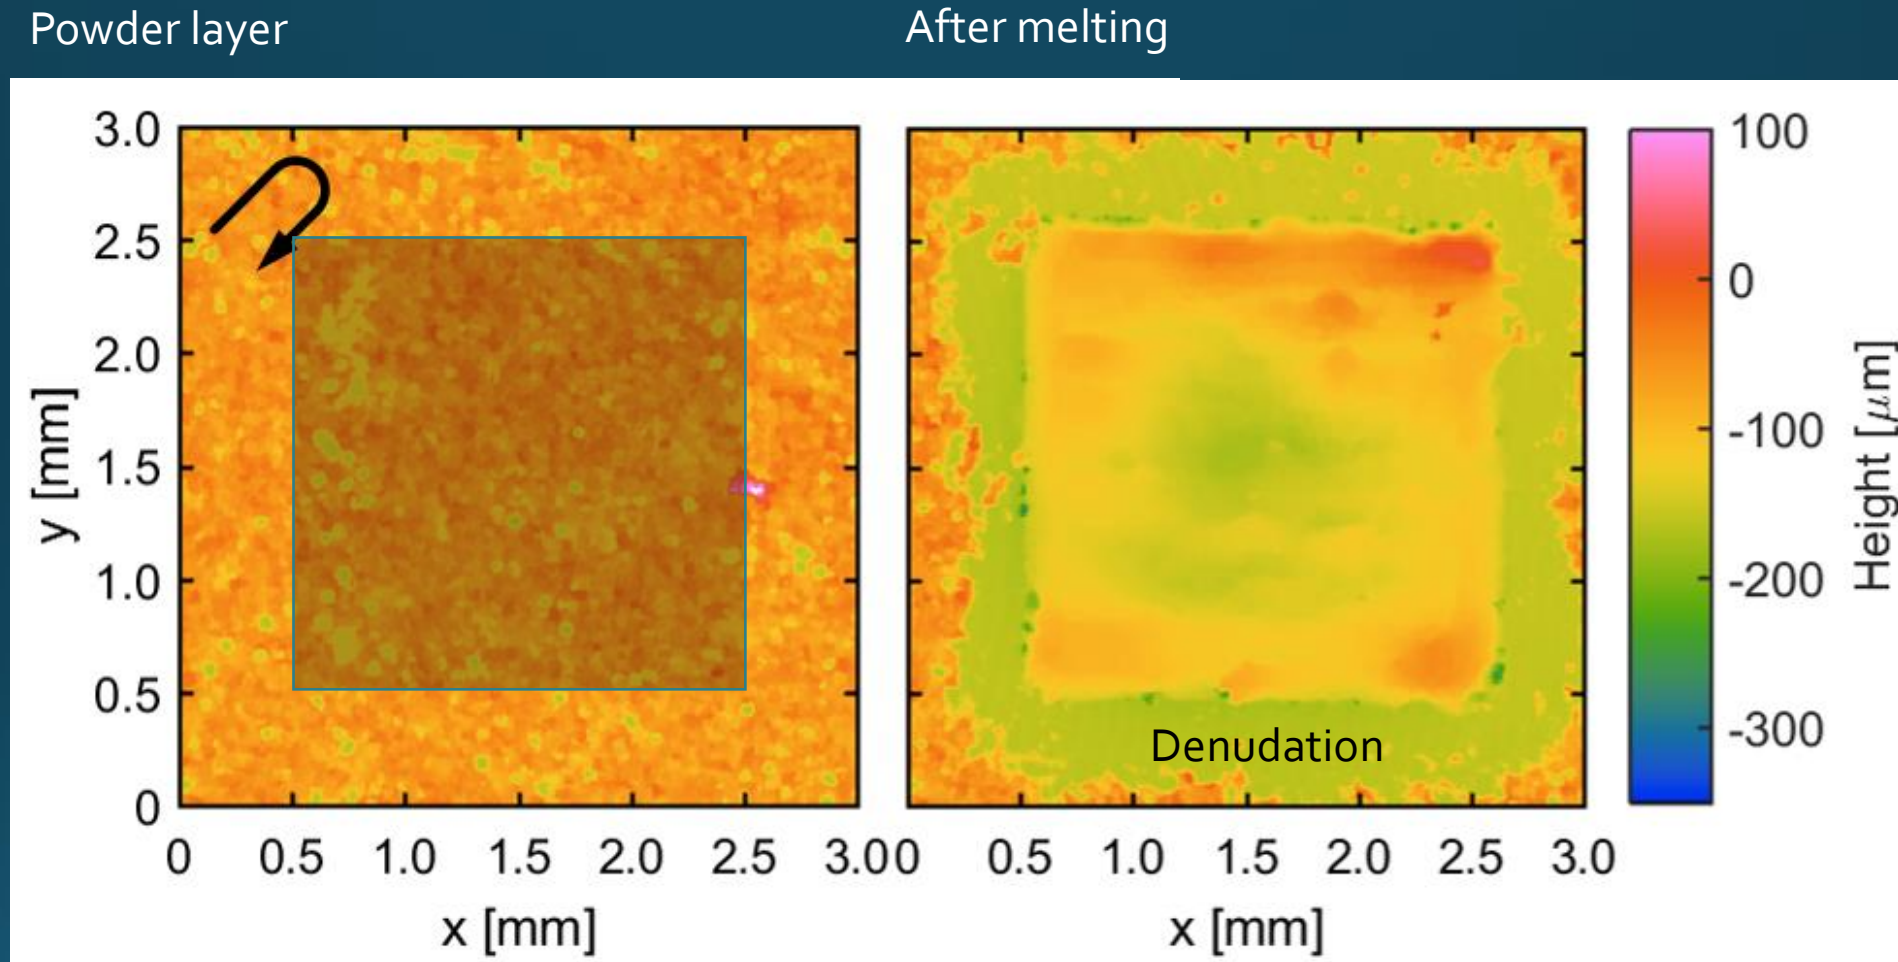 Powder layer
After melting
3.0
2.5
2.0
1.5
1.0
0.5
0
y [mm]
0 0.5 1.0 1.5 2.0 2.5 3.0
x [mm]
Denudation
0 0.5 1.0 1.5 2.0 2.5 3.0
x [mm]
100
0
-100
-200
-300
Height [μm]